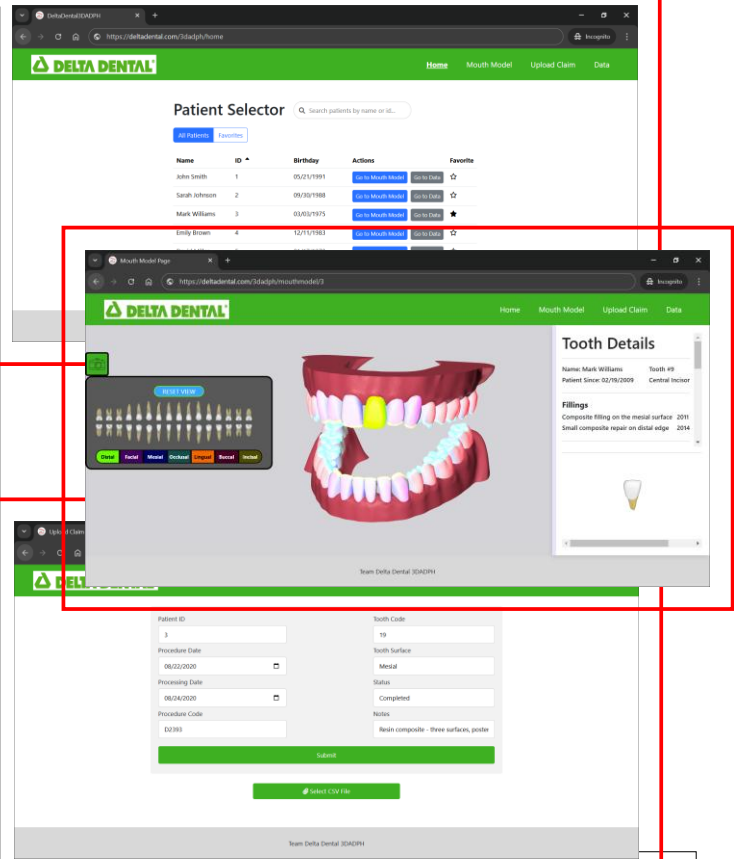 DeltaDental3DADPH
https://deltadental.com/3dadph/home
Incognito
DELTA DENTAL
Home Mouth Model Upload Claim Data
Patient Selector
Search patients by name or id...
All Patients Favorites
Name ID Birthday Actions Favorite
John Smith 1 05/21/1991 Go to Mouth Model Go to Data
Sarah Johnson 2 09/30/1988 Go to Mouth Model Go to Data
Mark Williams 3 03/03/1975 Go to Mouth Model Go to Data
Emily Brown 4 12/11/1983 Go to Mouth Model Go to Data
Mouth Model Page
https://deltadental.com/3dadph/mouthmodel/3
Incognito
DELTA DENTAL
Home Mouth Model Upload Claim Data
RESET VIEW
Distal Facial Mesial Occlusal Lingual Buccal Incisal
Tooth Details
Name: Mark Williams Tooth #9
Patient Since: 02/19/2009 Central Incisor
Fillings
Composite filling on the mesial surface 2011
Small composite repair on distal edge 2014
Team Delta Dental 3DADPH
Upload Claim
Patient ID Tooth Code
3 19
Procedure Date Tooth Surface
08/22/2020 Mesial
Processing Date Status
08/24/2020 Completed
Procedure Code Notes
D2393 Resin composite - three surfaces, poster
Submit
Select CSV File
Team Delta Dental 3DADPH